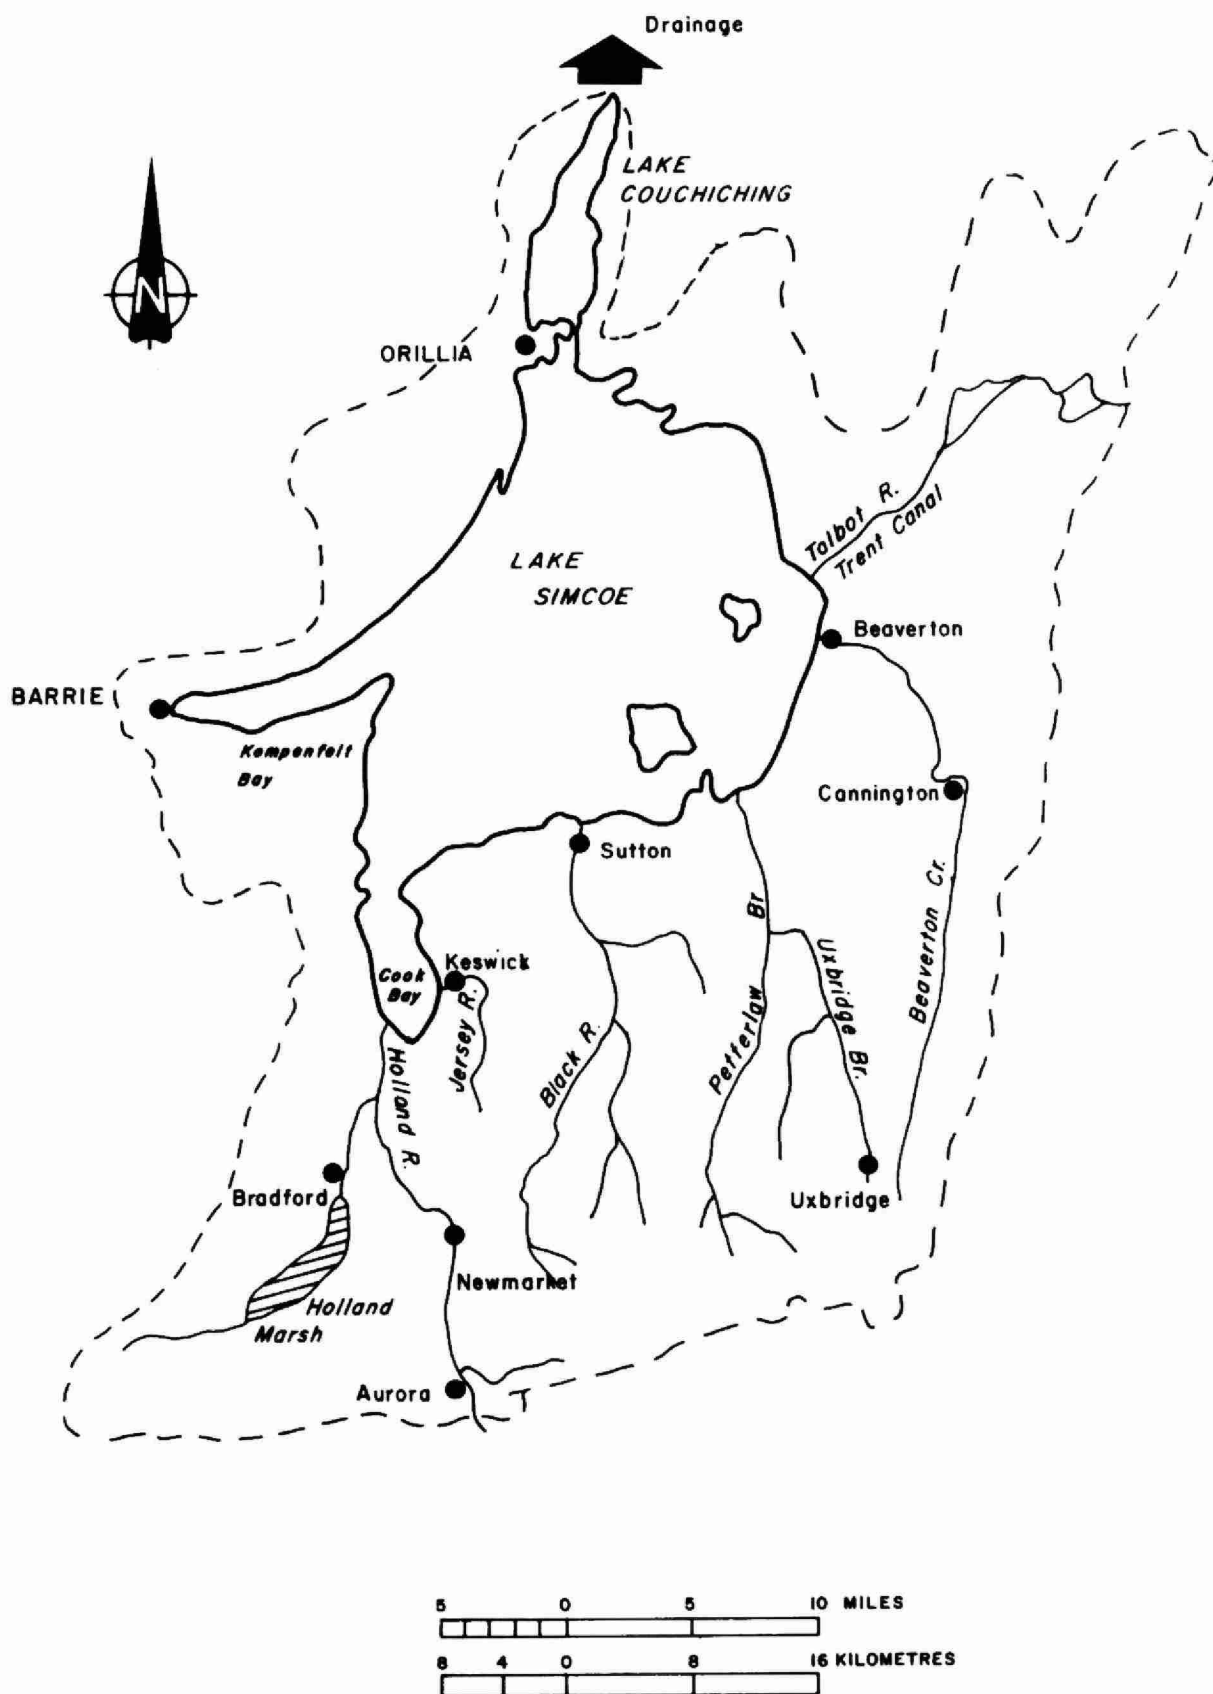 Drainage
LAKE
COUCHICHING
N
ORILLIA
Talbot R.
Trent Canal
LAKE
SIMCOE
Beaverton
BARRIE
Kempenfelt
Bay
Cannington
Sutton
Beaverton Cr.
Pefferlaw Br
Uxbridge Br.
Keswick
Cook
Bay
Jersey R.
Black R.
Holland R.
Bradford
Uxbridge
Newmarket
Holland
Marsh
Aurora
5 0 5 10 MILES
8 4 0 8 16 KILOMETRES